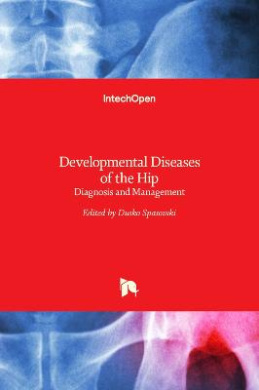 IntechOpen
Developmental Diseases
of the Hip
Diagnosis and Management
Edited by Dusko Spasovski